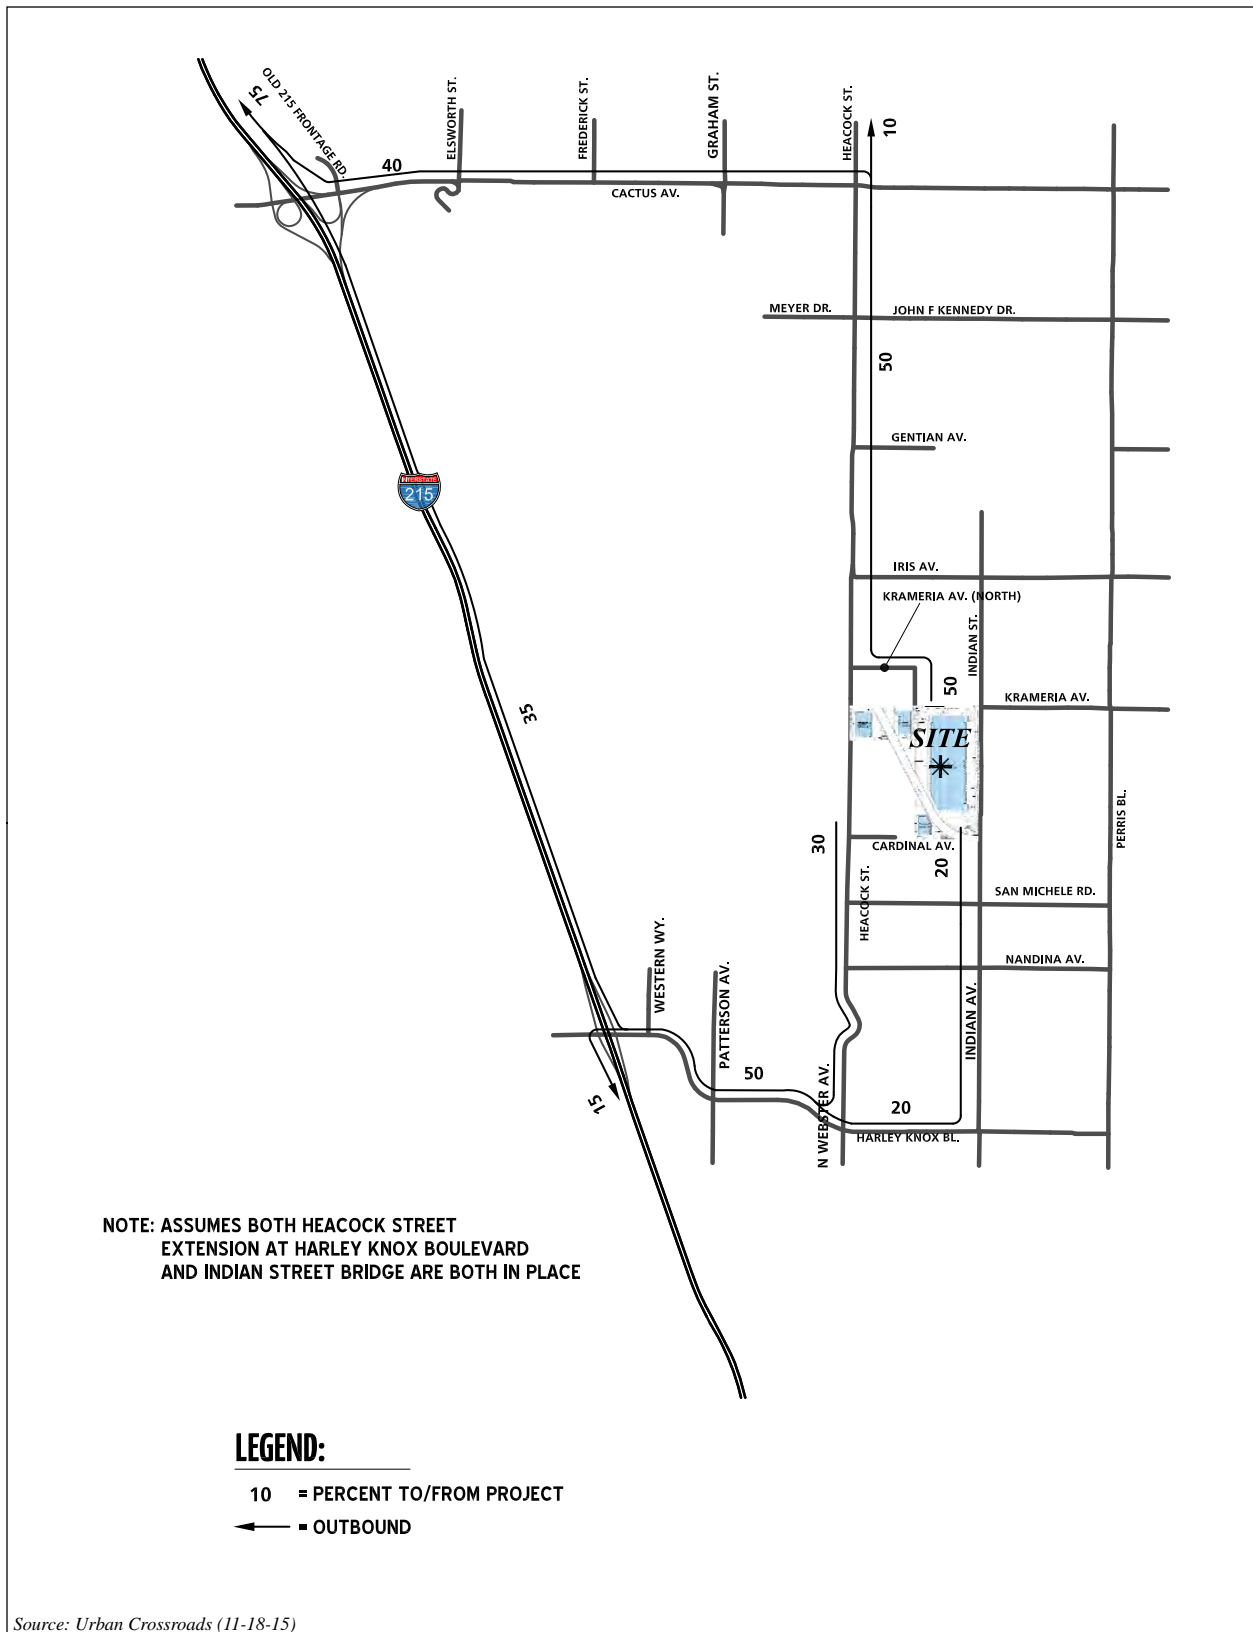 OLD 215 FRONTAGE RD.
75
ELSWORTH ST.
FREDERICK ST.
GRAHAM ST.
HEACOCK ST.
10
40
CACTUS AV.
MEYER DR.
JOHN F KENNEDY DR.
50
GENTIAN AV.
INTERSTATE
215
IRIS AV.
KRAMERIA AV. (NORTH)
INDIAN ST.
50
KRAMERIA AV.
35
SITE
PERRIS BL.
30
CARDINAL AV.
20
HEACOCK ST.
SAN MICHELE RD.
WESTERN WY.
PATTERSON AV.
NANDINA AV.
INDIAN AV.
50
15
N WEBSTER AV.
20
HARLEY KNOX BL.
NOTE: ASSUMES BOTH HEACOCK STREET
EXTENSION AT HARLEY KNOX BOULEVARD
AND INDIAN STREET BRIDGE ARE BOTH IN PLACE
LEGEND:
10 = PERCENT TO/FROM PROJECT
= OUTBOUND
Source: Urban Crossroads (11-18-15)